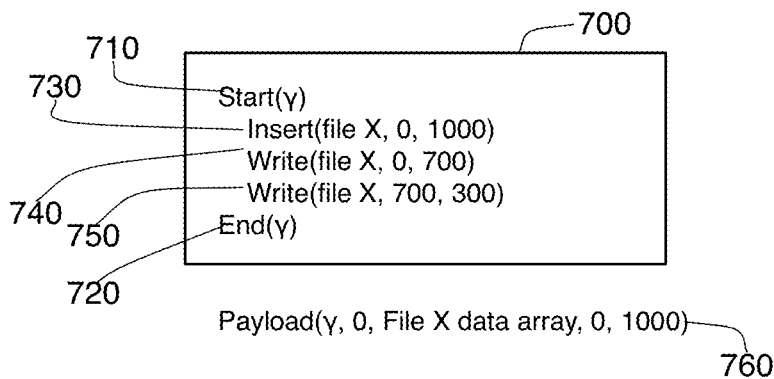 700
710
Start(γ)
730
Insert(file X, 0, 1000)
Write(file X, 0, 700)
740
Write(file X, 700, 300)
750
End(γ)
720
Payload(γ, 0, File X data array, 0, 1000)
760